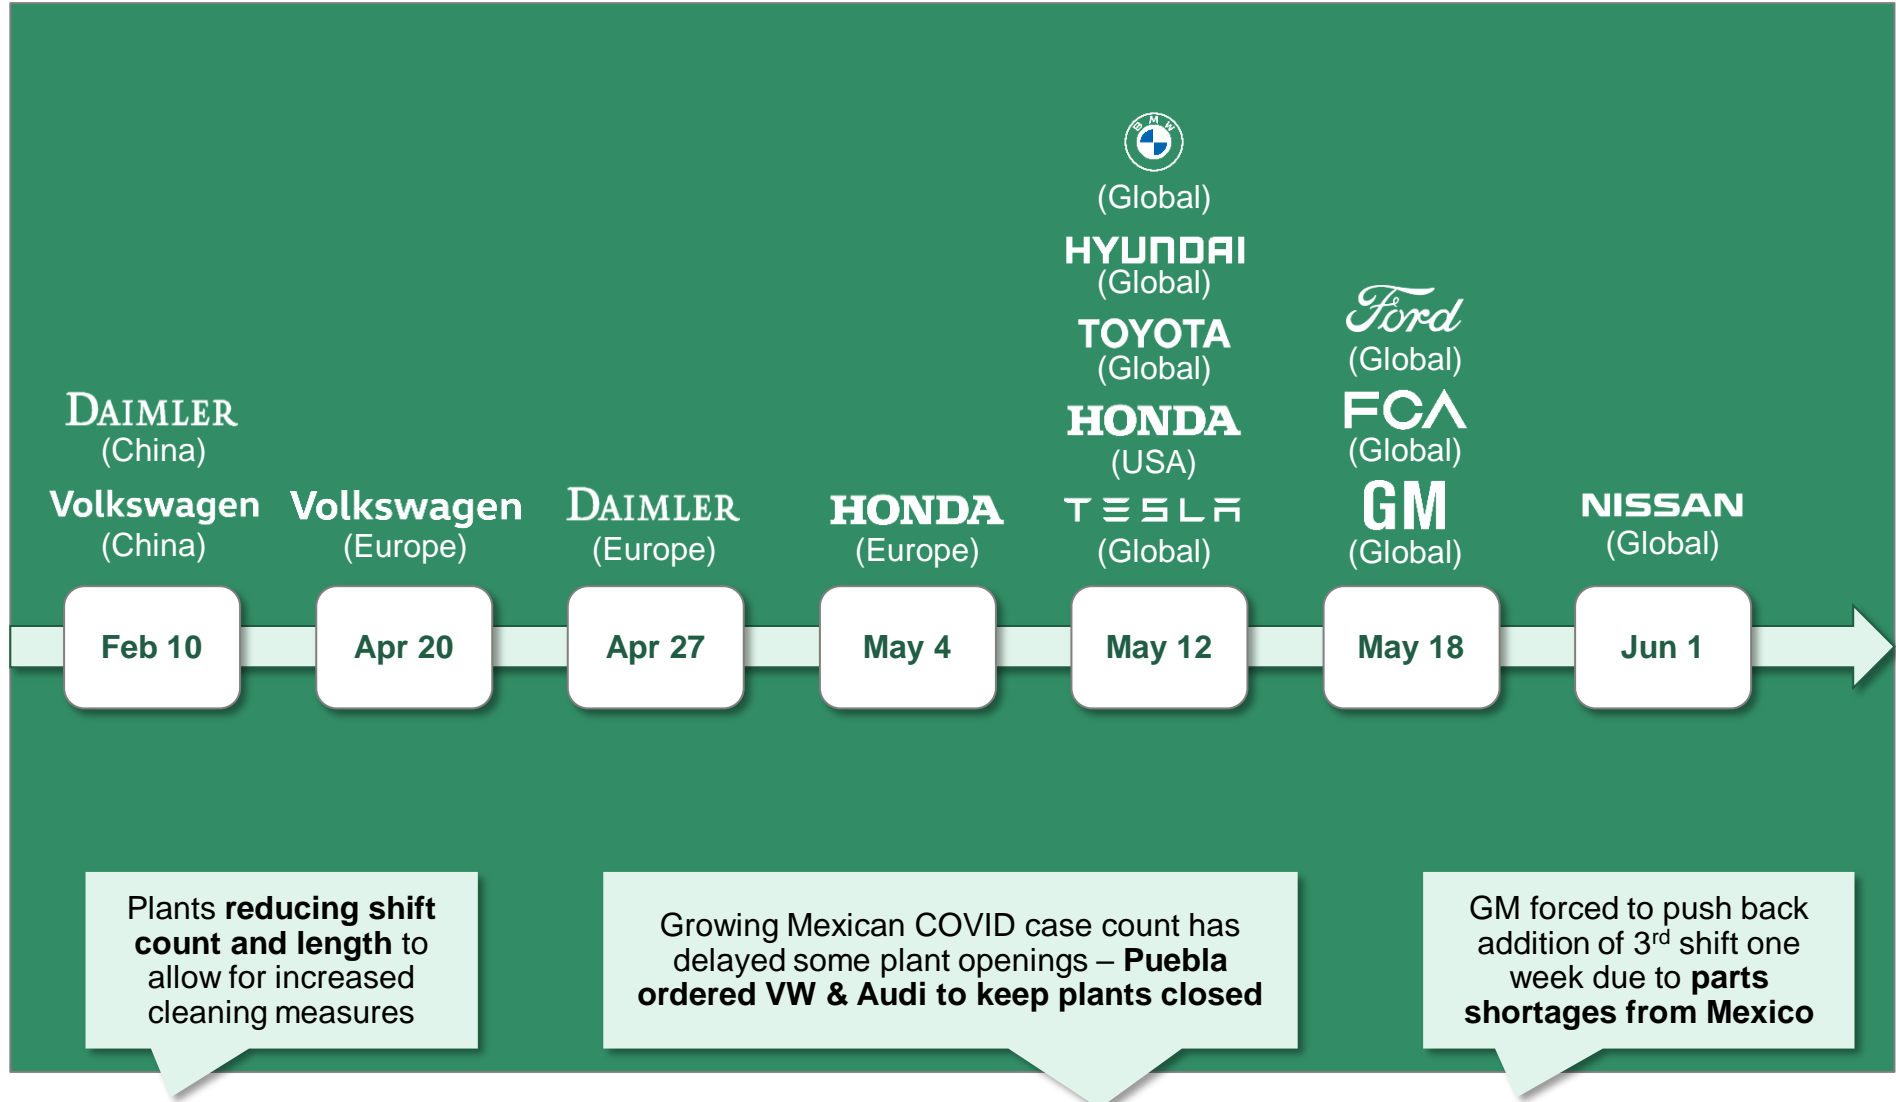 BMW
(Global)
HYUNDAI
(Global)
TOYOTA
(Global)
Ford
(Global)
DAIMLER
(China)
HONDA
(USA)
FCA
(Global)
Volkswagen
(China)
Volkswagen
(Europe)
DAIMLER
(Europe)
HONDA
(Europe)
TESLA
(Global)
GM
(Global)
NISSAN
(Global)
Feb 10
Apr 20
Apr 27
May 4
May 12
May 18
Jun 1
Plants reducing shift
count and length to
allow for increased
cleaning measures
Growing Mexican COVID case count has
delayed some plant openings – Puebla
ordered VW & Audi to keep plants closed
GM forced to push back
addition of 3rd shift one
week due to parts
shortages from Mexico